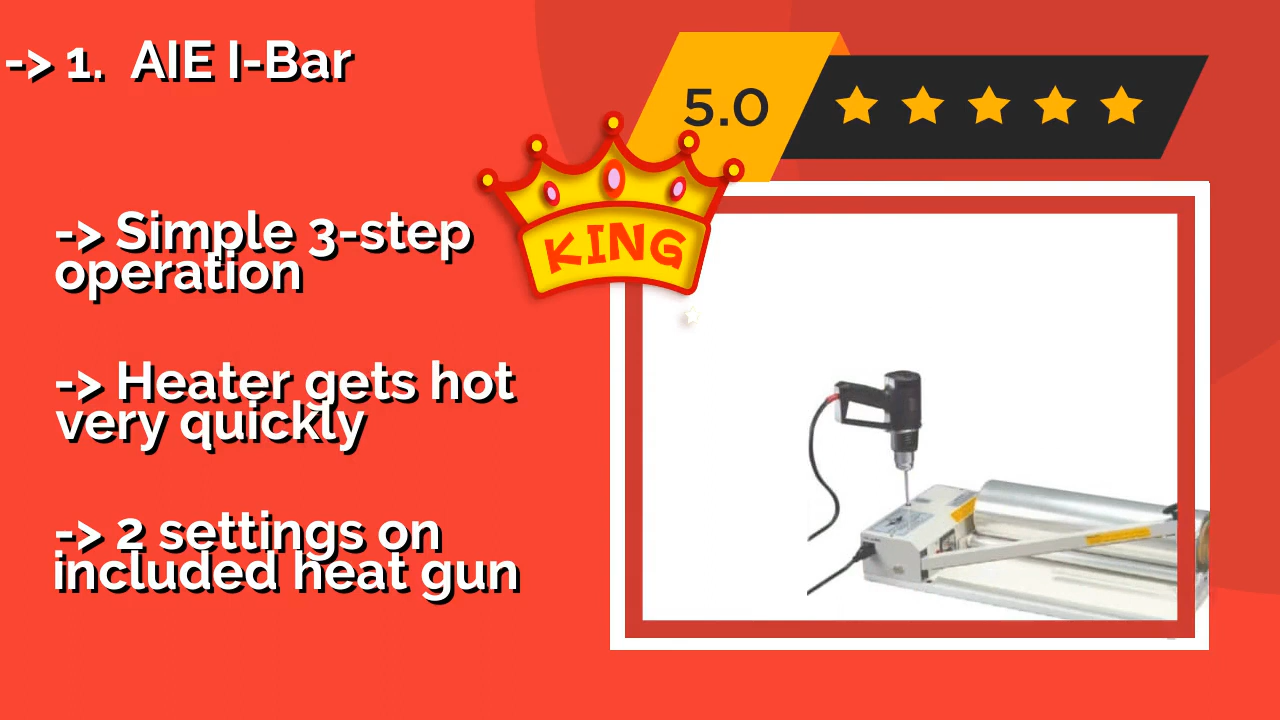 -> 1.  AIE I-Bar
5.0
KING
-> Simple 3-step
operation
-> Heater gets hot
very quickly
-> 2 settings on
included heat gun